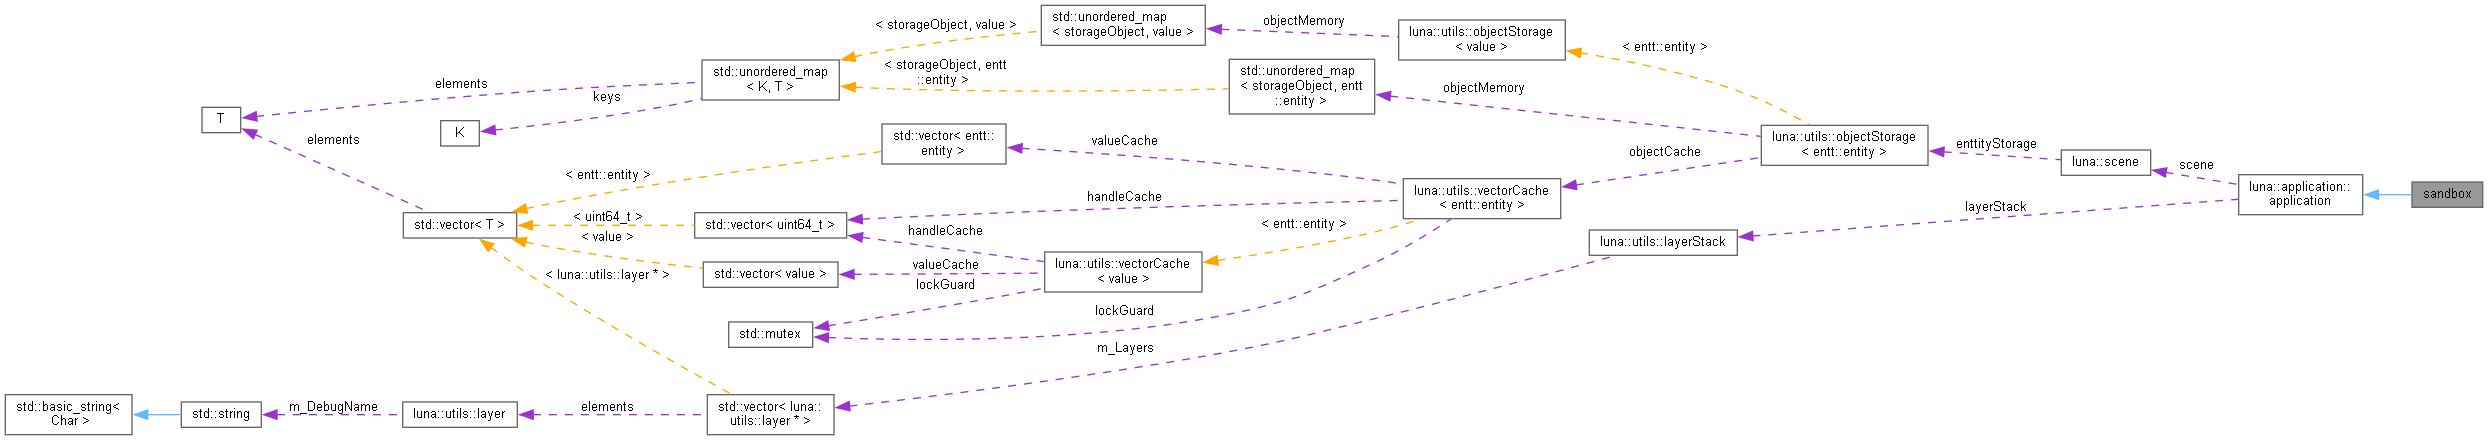 std::unordered_map
< storageObject, value >
< storageObject, value >
objectMemory
luna::utils::objectStorage
< value >
< entt::entity >
std::unordered_map
< K, T >
< storageObject, entt
::entity >
std::unordered_map
< storageObject, entt
::entity >
objectMemory
elements
keys
T
K
elements
std::vector< entt::
entity >
valueCache
luna::utils::objectStorage
< entt::entity >
enttityStorage
luna::scene
scene
objectCache
< entt::entity >
luna::utils::vectorCache
< entt::entity >
handleCache
luna::application::
application
sandbox
layerStack
std::vector< T >
< uint64_t >
std::vector< uint64_t >
handleCache
< entt::entity >
< value >
luna::utils::layerStack
std::vector< value >
valueCache
luna::utils::vectorCache
< value >
< luna::utils::layer * >
lockGuard
lockGuard
std::mutex
m_Layers
std::basic_string<
Char >
std::string
m_DebugName
luna::utils::layer
elements
std::vector< luna::
utils::layer * >